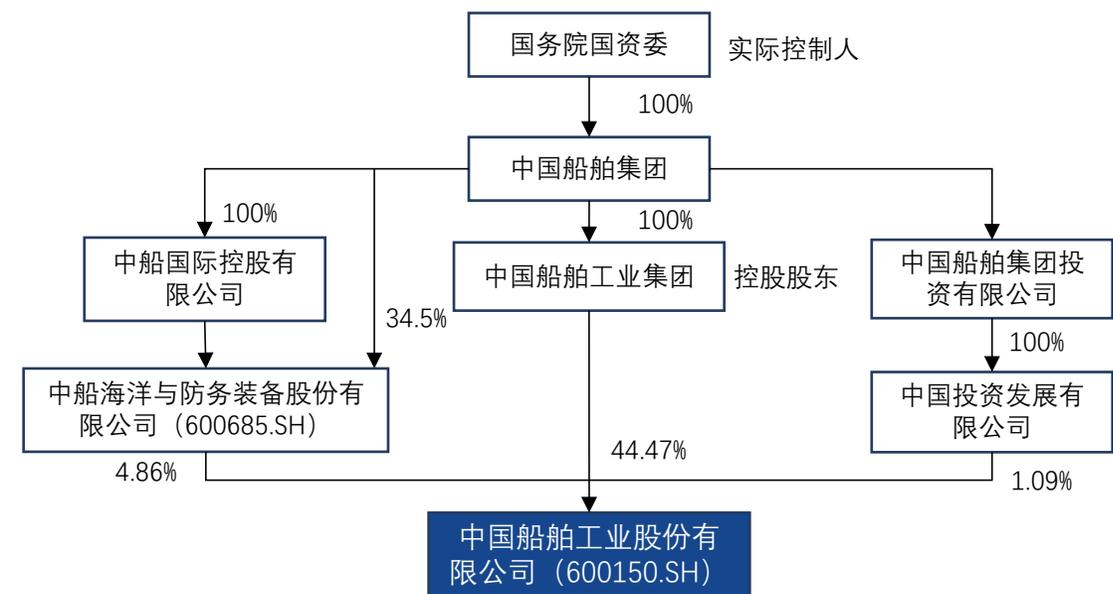 国务院国资委
实际控制人
100%
中国船舶集团
100%
100%
中船国际控股有
限公司
中国船舶工业集团
控股股东
中国船舶集团投
资有限公司
34.5%
100%
中船海洋与防务装备股份有
限公司（600685.SH）
中国投资发展有
限公司
4.86%
44.47%
1.09%
中国船舶工业股份有
限公司（600150.SH）